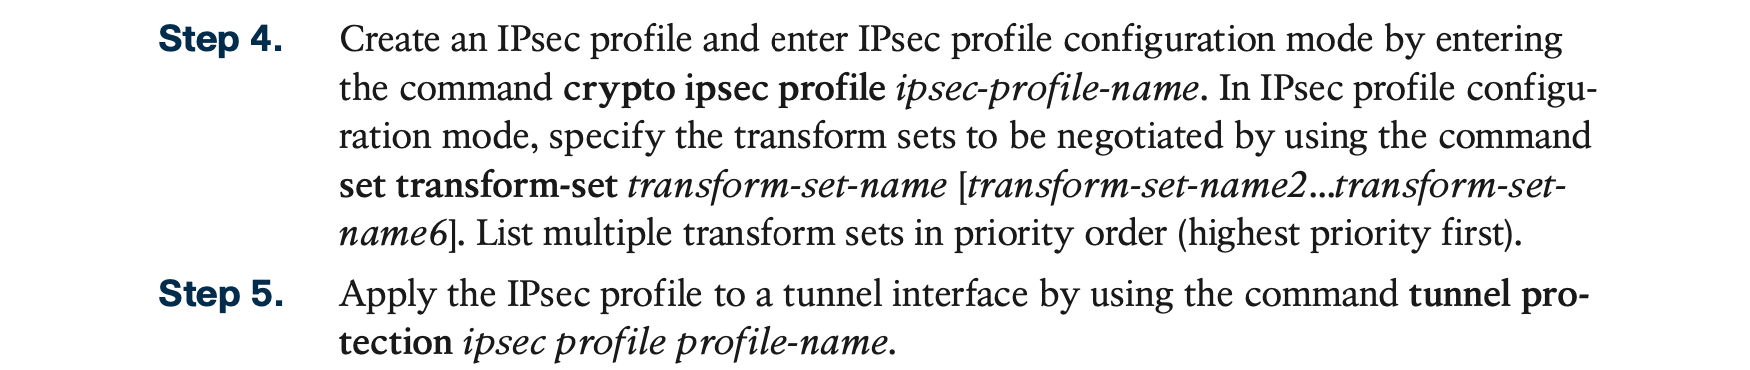 Step 4. Create an IPsec profile and enter IPsec profile configuration mode by entering
the command crypto ipsec profile ipsec-profile-name. In IPsec profile configu-
ration mode, specify the transform sets to be negotiated by using the command
set transform-set transform-set-name [transform-set-name2...transform-set-
name6]. List multiple transform sets in priority order (highest priority first).
Step 5. Apply the IPsec profile to a tunnel interface by using the command tunnel pro-
tection ipsec profile profile-name.